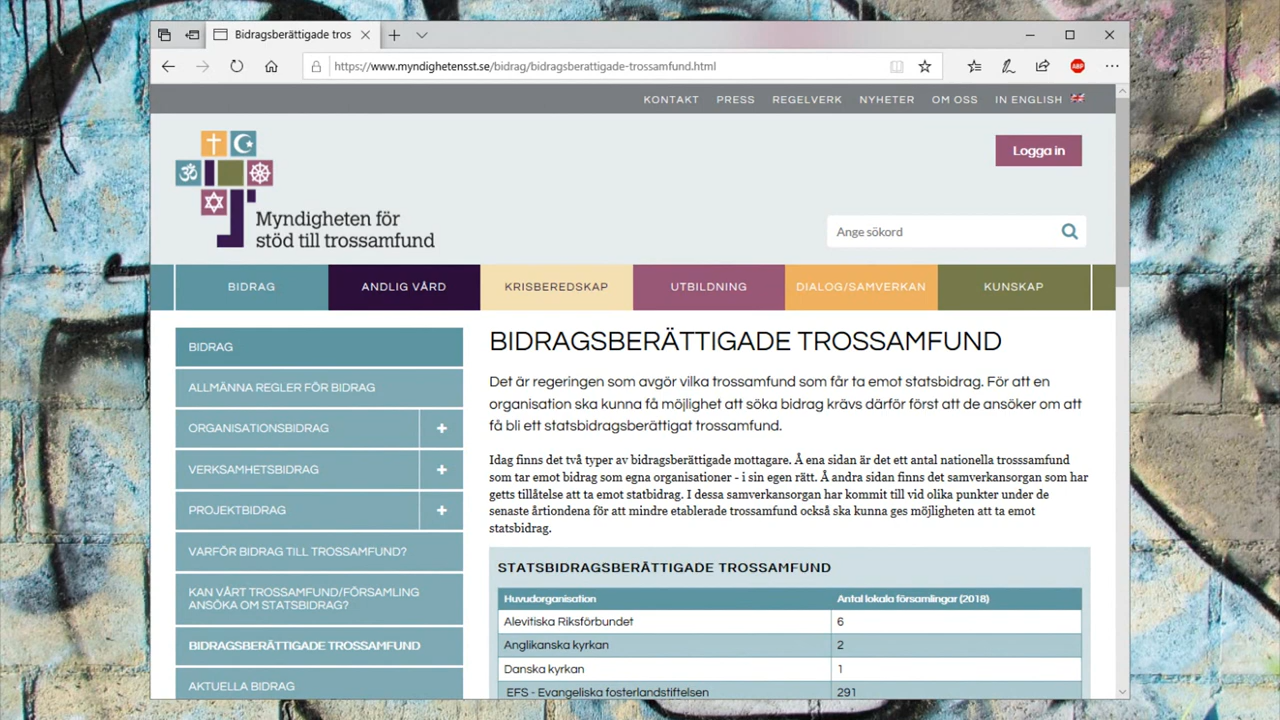 Bidragsberättigade tros
https://www.myndighetensst.se/bidrag/bidragsberattigade-trossamfund.html
ABP
KONTAKT PRESS REGELVERK NYHETER OM OSS IN ENGLISH
Logga in
Myndigheten för
stöd till trossamfund
Ange sökord
BIDRAG ANDLIG VÅRD KRISBEREDSKAP UTBILDNING DIALOG/SAMVERKAN KUNSKAP
BIDRAG
ALLMÄNNA REGLER FÖR BIDRAG
ORGANISATIONSBIDRAG +
VERKSAMHETSBIDRAG +
PROJEKTBIDRAG +
VARFÖR BIDRAG TILL TROSSAMFUND?
KAN VÅRT TROSSAMFUND/FÖRSAMLING
ANSÖKA OM STATSBIDRAG?
BIDRAGSBERÄTTIGADE TROSSAMFUND
AKTUELLA BIDRAG
BIDRAGSBERÄTTIGADE TROSSAMFUND
Det är regeringen som avgör vilka trossamfund som får ta emot statsbidrag. För att en
organisation ska kunna få möjlighet att söka bidrag krävs därför först att de ansöker om att
få bli ett statsbidragsberättigat trossamfund.
Idag finns det två typer av bidragsberättigade mottagare. Å ena sidan är det ett antal nationella trosssamfund
som tar emot bidrag som egna organisationer - i sin egen rätt. Å andra sidan finns det samverkansorgan som har
getts tillåtelse att ta emot statbidrag. I dessa samverkansorgan har kommit till vid olika punkter under de
senaste årtiondena för att mindre etablerade trossamfund också ska kunna ges möjligheten att ta emot
statsbidrag.
STATSBIDRAGSBERÄTTIGADE TROSSAMFUND
Huvudorganisation Antal lokala församlingar (2018)
Alevitiska Riksförbundet 6
Anglikanska kyrkan 2
Danska kyrkan 1
EFS - Evangeliska fosterlandstiftelsen 291